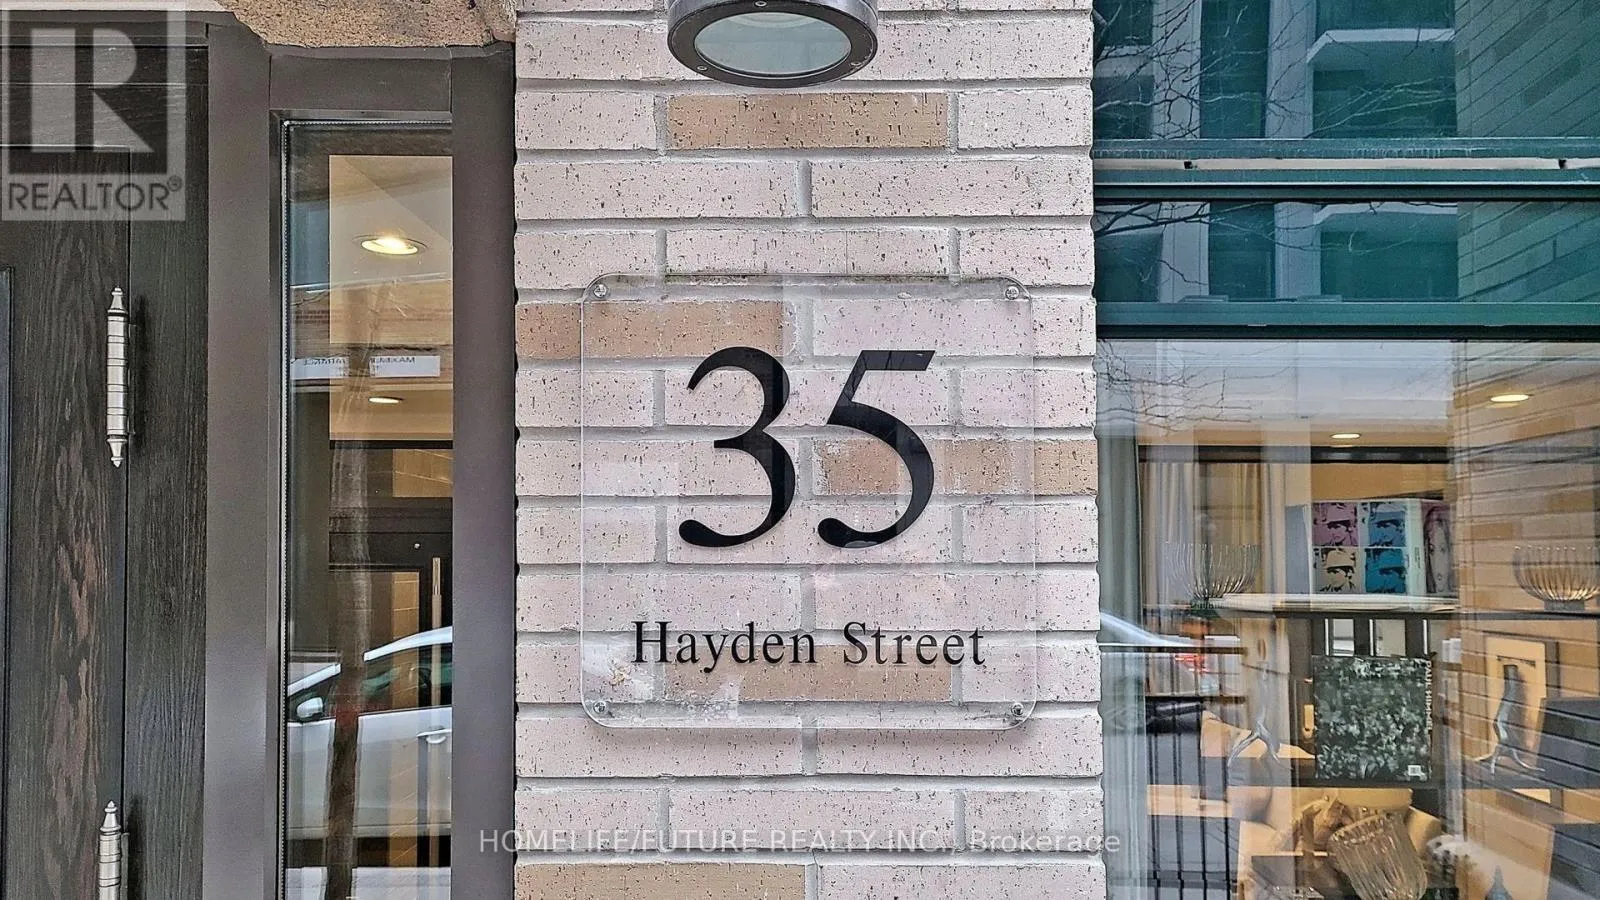 REALTOR®
35
Hayden Street
HOMELIFE/FUTURE REALTY INC., Brokerage